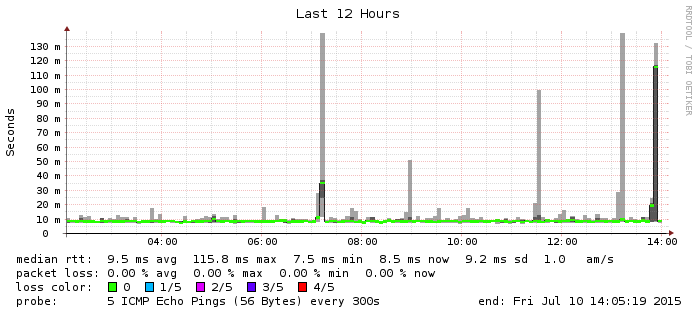 Last 12 Hours
RRDTOOL / TOBI OETIKER
Seconds
130 m
120 m
110 m
100 m
90 m
80 m
70 m
60 m
50 m
40 m
30 m
20 m
10 m
0
04:00 06:00 08:00 10:00 12:00 14:00
median rtt: 9.5 ms avg 115.8 ms max 7.5 ms min 8.5 ms now 9.2 ms sd 1.0 am/s
packet loss: 0.00 % avg 0.00 % max 0.00 % min 0.00 % now
loss color: 0 1/5 2/5 3/5 4/5
probe: 5 ICMP Echo Pings (56 Bytes) every 300s end: Fri Jul 10 14:05:19 2015